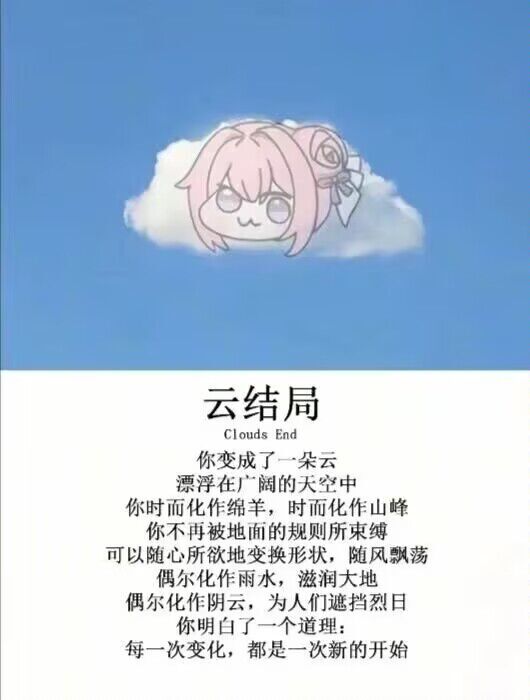 云结局
Clouds End
你变成了一朵云
漂浮在广阔的天空中
你时而化作绵羊，时而化作山峰
你不再被地面的规则所束缚
可以随心所欲地变换形状，随风飘荡
偶尔化作雨水，滋润大地
偶尔化作阴云，为人们遮挡烈日
你明白了一个道理：
每一次变化，都是一次新的开始